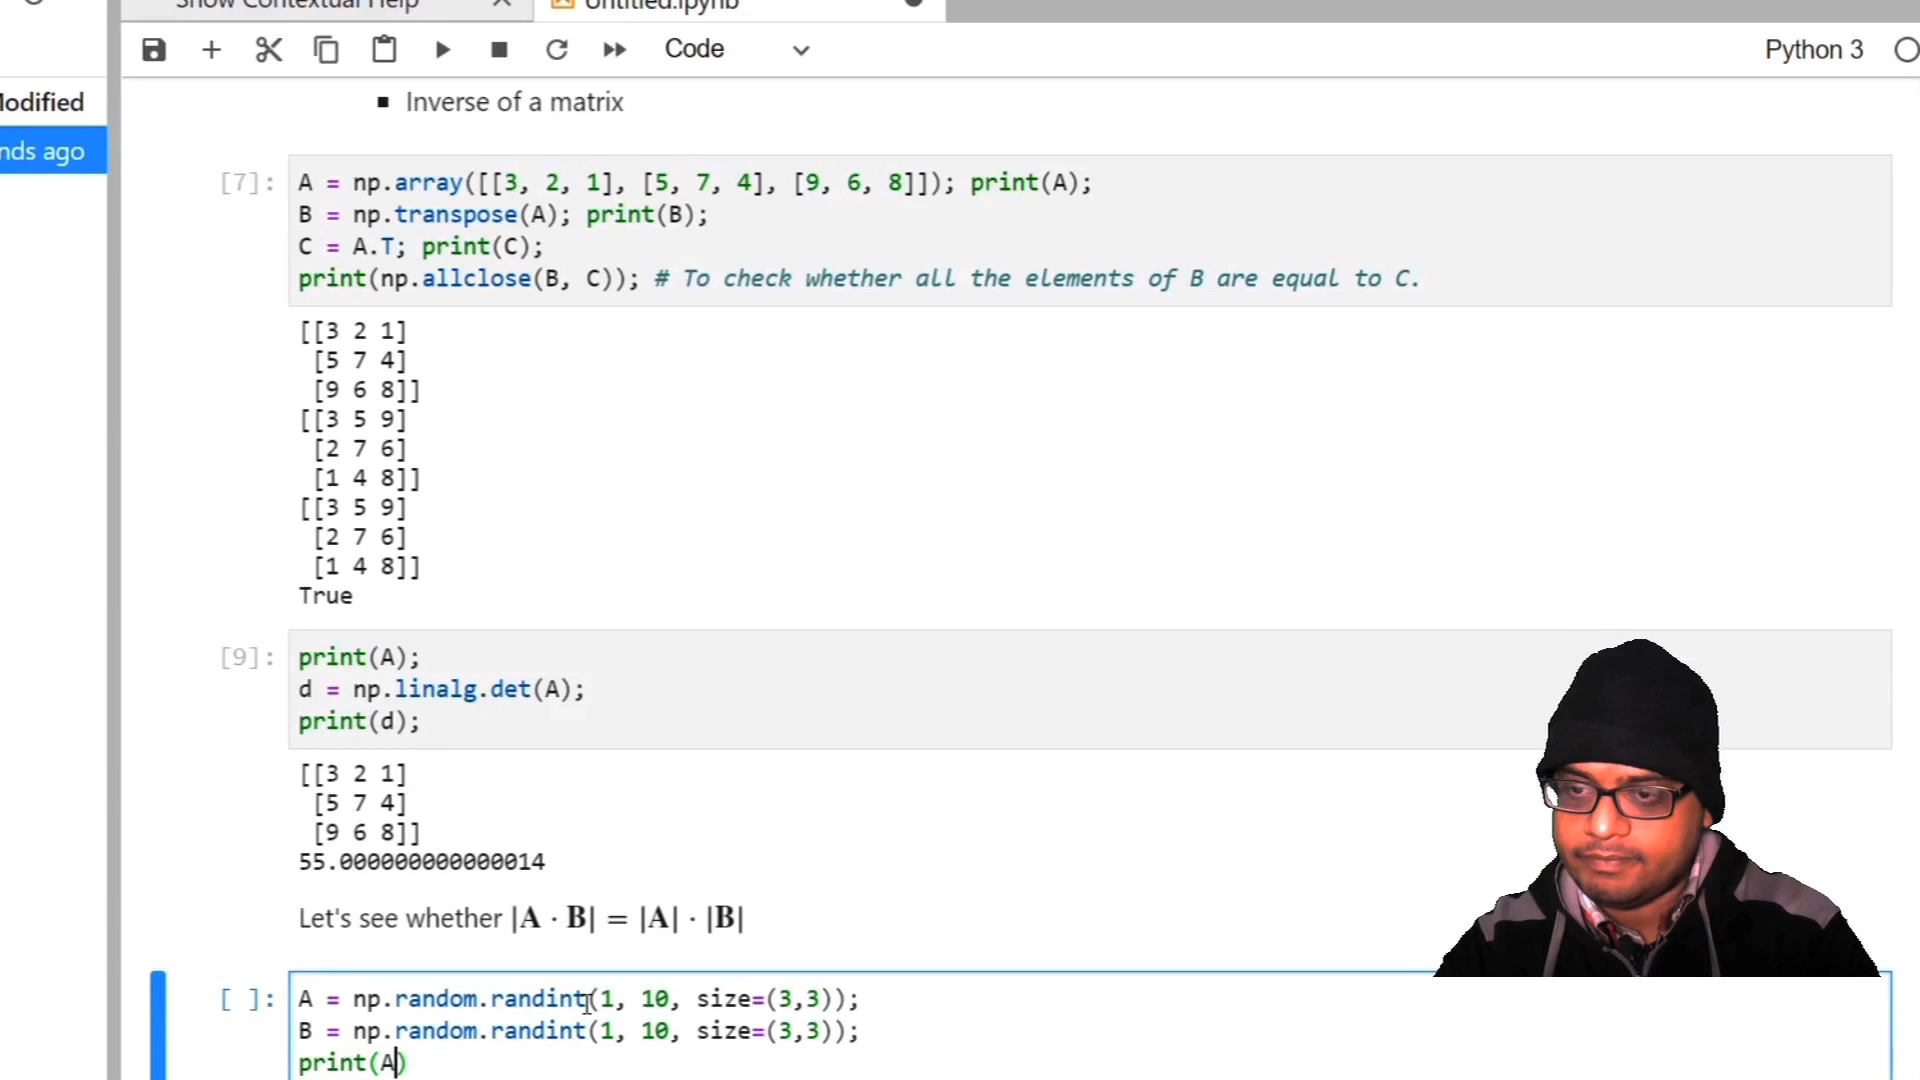 Show Contextual Help
Untitled.ipynb
Code
Python 3
Modified
nds ago
Inverse of a matrix
[7]:
A = np.array([[3, 2, 1], [5, 7, 4], [9, 6, 8]]); print(A);
B = np.transpose(A); print(B);
C = A.T; print(C);
print(np.allclose(B, C)); # To check whether all the elements of B are equal to C.
[[3 2 1]
[5 7 4]
[9 6 8]]
[[3 5 9]
[2 7 6]
[1 4 8]]
[[3 5 9]
[2 7 6]
[1 4 8]]
True
[9]:
print(A);
d = np.linalg.det(A);
print(d);
[[3 2 1]
[5 7 4]
[9 6 8]]
55.000000000000014
Let's see whether |A · B| = |A| · |B|
[ ]:
A = np.random.randint(1, 10, size=(3,3));
B = np.random.randint(1, 10, size=(3,3));
print(A)